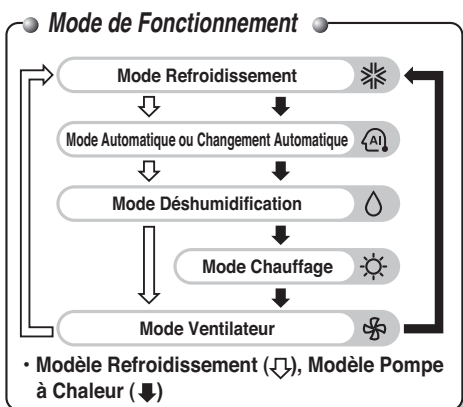 Mode de Fonctionnement
Mode Refroidissement
Mode Automatique ou Changement Automatique
AI
Mode Déshumidification
Mode Chauffage
Mode Ventilateur
• Modèle Refroidissement (⇩), Modèle Pompe
à Chaleur (⬇)